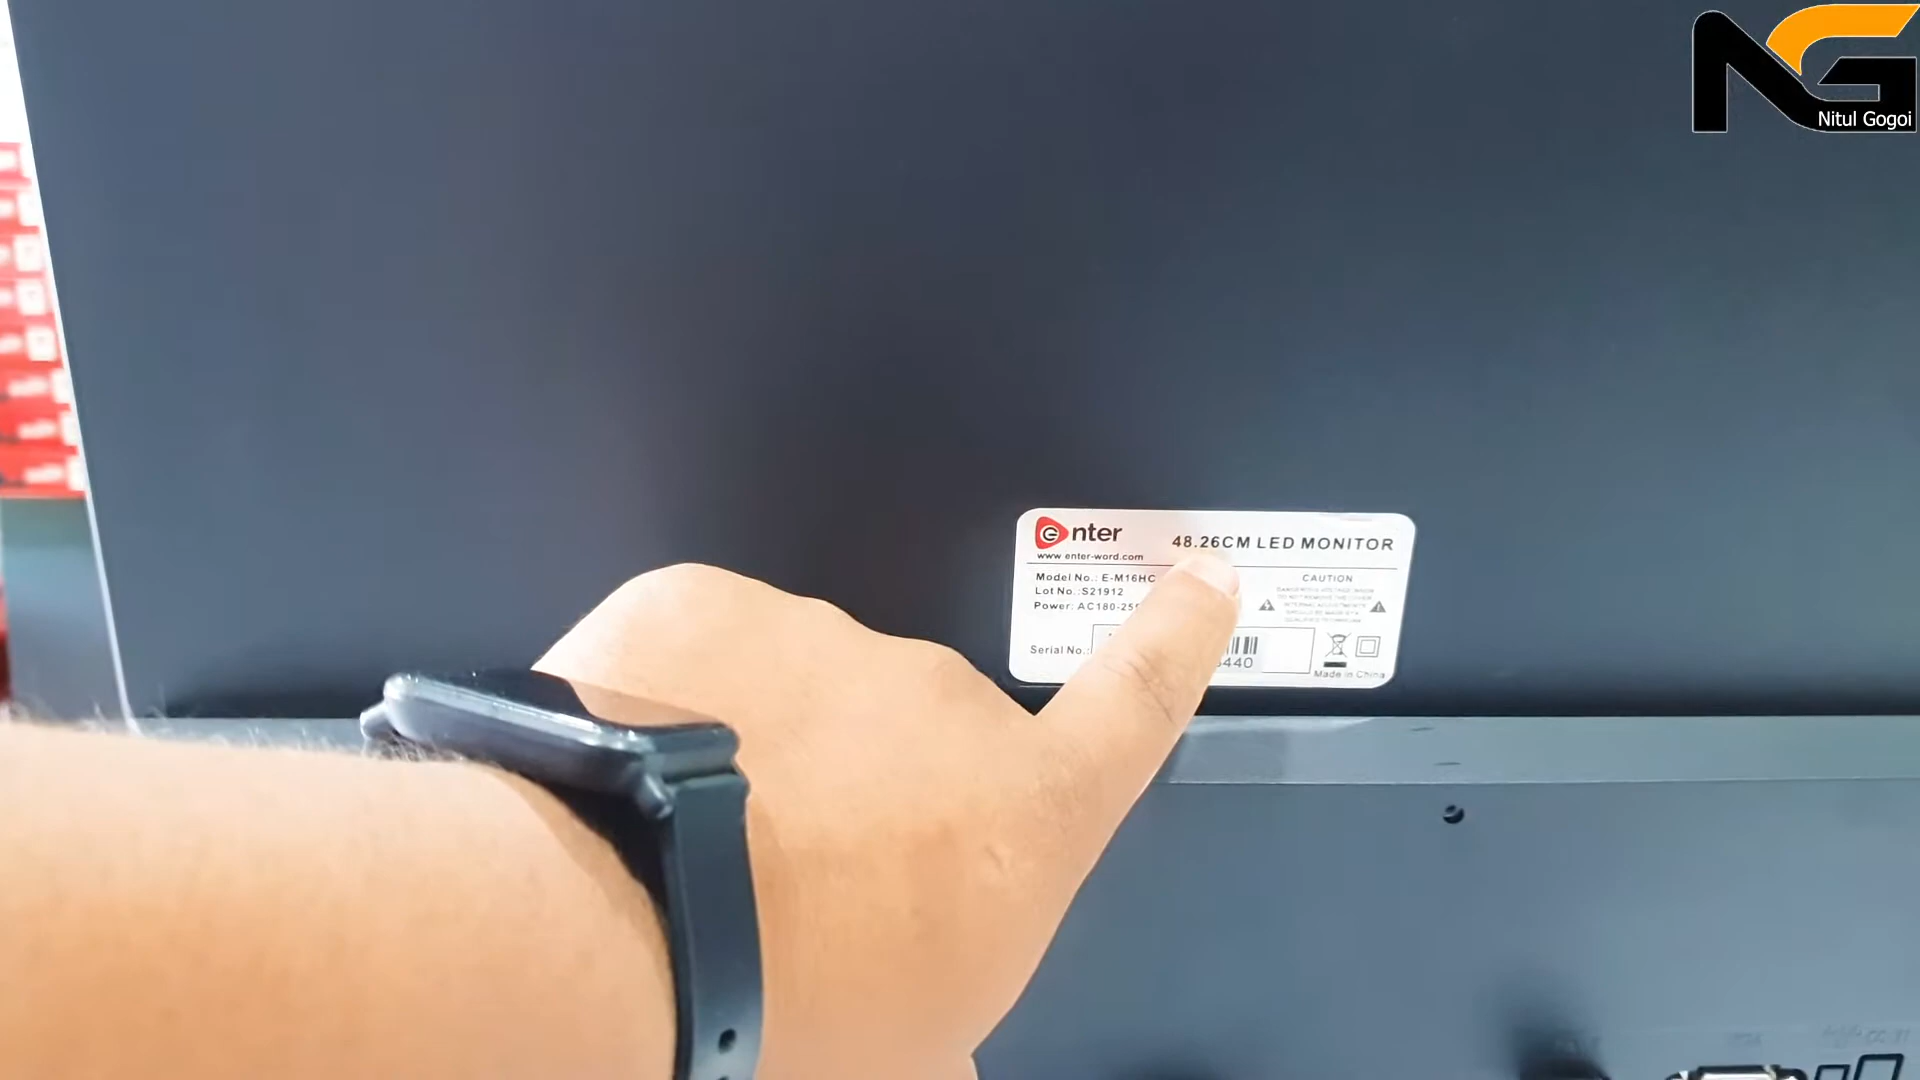 Nitul Gogoi
enter
48.26CM LED MONITOR
www enter-word.com
Model No.: E-M16HC
Lot No.:S21912
Power: AC180-25
Serial No.:
440
CAUTION
Made in China